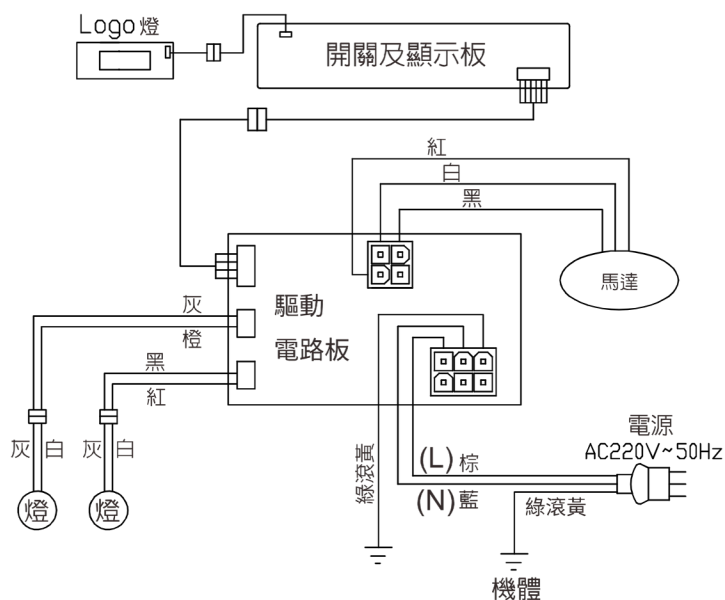 Logo燈
開關及顯示板
紅
白
黑
馬達
灰
橙
驅動
電路板
黑
紅
灰 白 灰 白
燈 燈
綠滾黃
(L) 棕
(N) 藍
電源
AC220V~50Hz
綠滾黃
機體